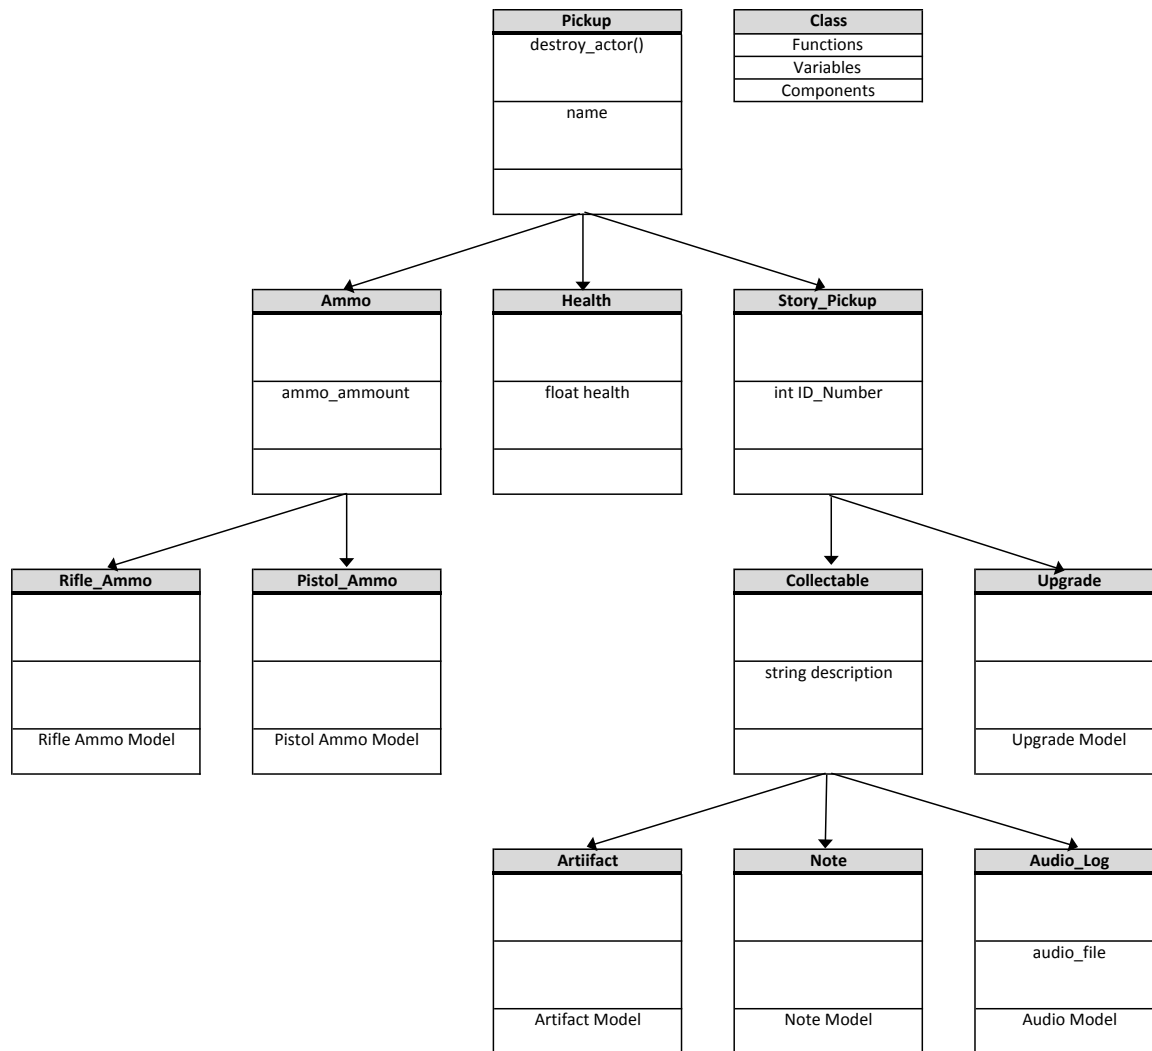 Pickup
destroy_actor()
name
Class
Functions
Variables
Components
Ammo
ammo_ammount
Health
float health
Story_Pickup
int ID_Number
Rifle_Ammo
Rifle Ammo Model
Pistol_Ammo
Pistol Ammo Model
Collectable
string description
Upgrade
Upgrade Model
Artiifact
Artifact Model
Note
Note Model
Audio_Log
audio_file
Audio Model